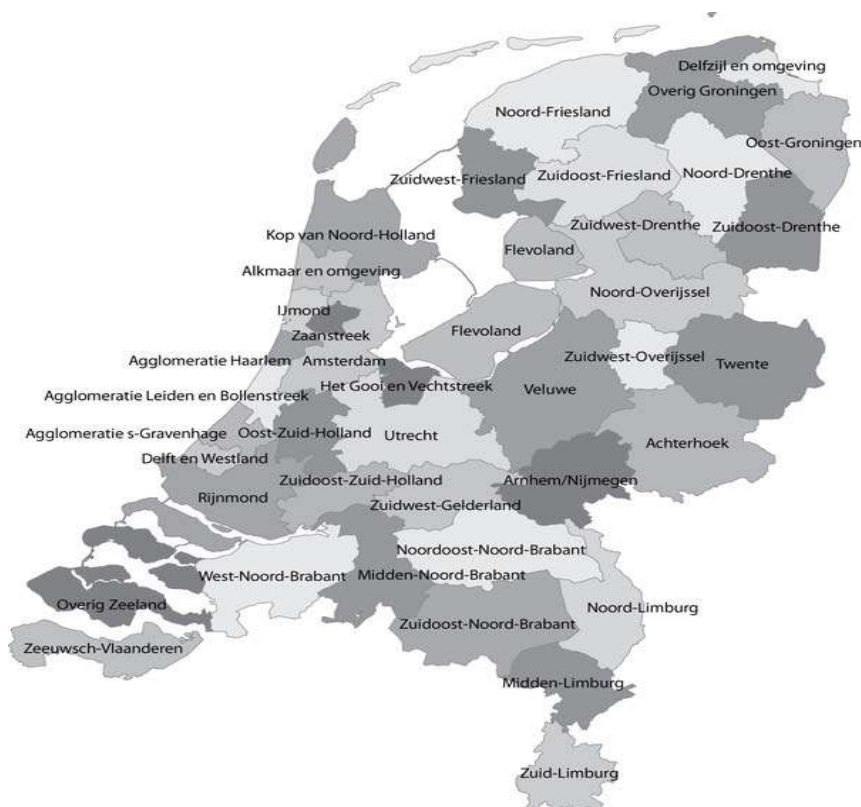 Delfzijl en omgeving
Overig Groningen
Noord-Friesland
Oost-Groningen
Zuidwest-Friesland
Zuidoost-Friesland
Noord-Drenthe
Zuidwest-Drenthe
Zuidoost-Drenthe
Kop van Noord-Holland
Flevoland
Alkmaar en omgeving
Noord-Overijssel
IJmond
Zaanstreek
Flevoland
Agglomeratie Haarlem
Amsterdam
Zuidwest-Overijssel
Twente
Het Gooi en Vechtstreek
Agglomeratie Leiden en Bollenstreek
Veluwe
Agglomeratie s-Gravenhage
Oost-Zuid-Holland
Utrecht
Achterhoek
Delft en Westland
Zuidoost-Zuid-Holland
Arnhem/Nijmegen
Rijnmond
Zuidwest-Gelderland
Noordoost-Noord-Brabant
West-Noord-Brabant
Midden-Noord-Brabant
Overig Zeeland
Noord-Limburg
Zuidoost-Noord-Brabant
Zeeuwsch-Vlaanderen
Midden-Limburg
Zuid-Limburg